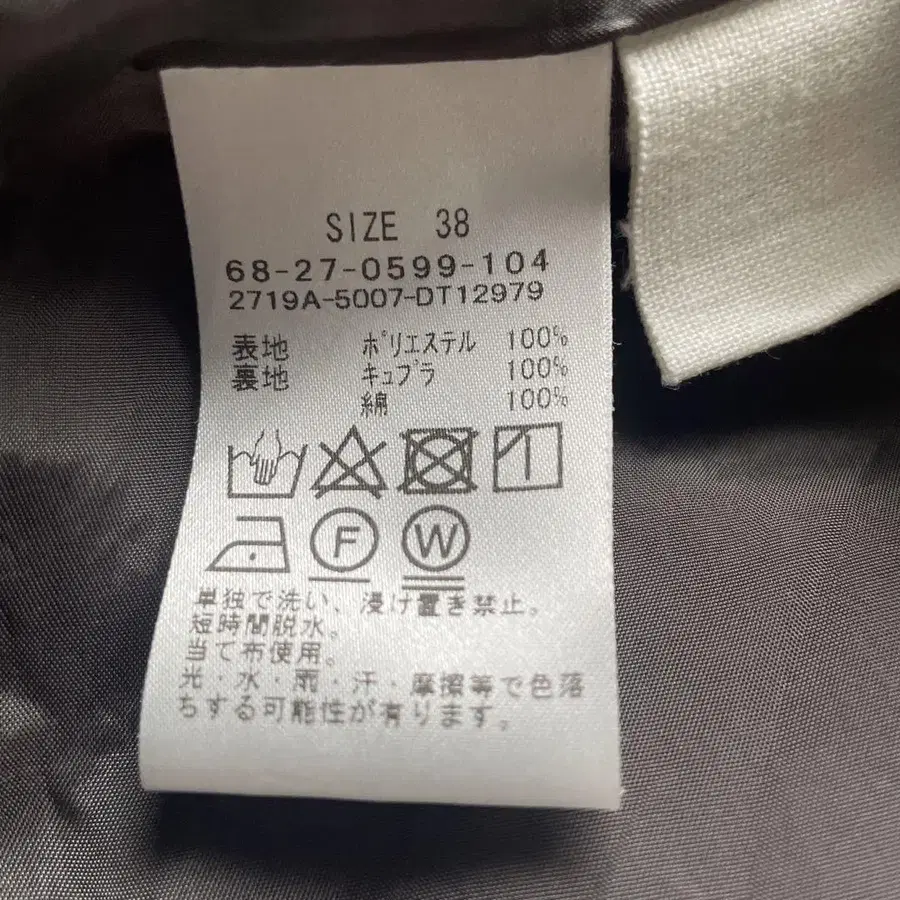 SIZE 38
68-27-0599-104
2719A-5007-DT12979
表地 ポリエステル 100%
裏地 キュプラ 100%
綿 100%
F W
単独で洗い、浸け置き禁止。
短時間脱水。
当て布使用。
光・水・雨・汗・摩擦等で色落
ちする可能性が有ります。